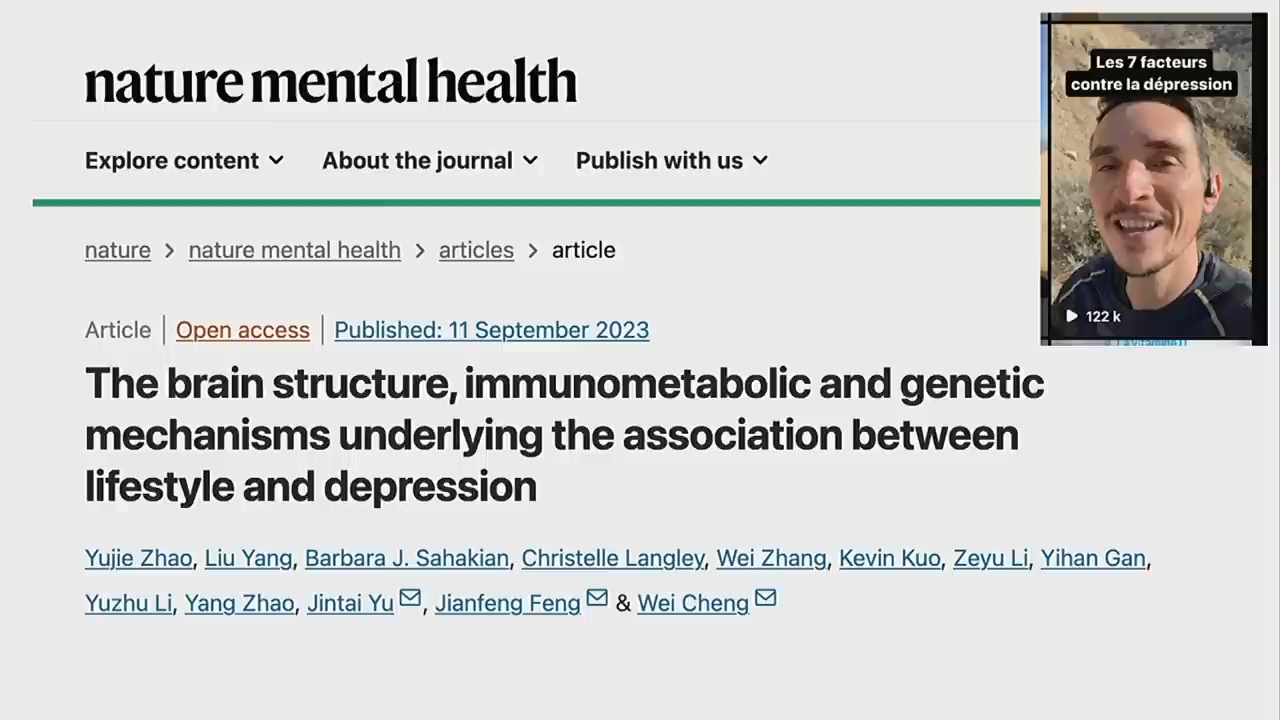 nature mental health
Explore content About the journal Publish with us
nature > nature mental health > articles > article
Article | Open access | Published: 11 September 2023
The brain structure, immunometabolic and genetic
mechanisms underlying the association between
lifestyle and depression
Yujie Zhao, Liu Yang, Barbara J. Sahakian, Christelle Langley, Wei Zhang, Kevin Kuo, Zeyu Li, Yihan Gan,
Yuzhu Li, Yang Zhao, Jintai Yu, Jianfeng Feng & Wei Cheng
Les 7 facteurs
contre la dépression
122 k